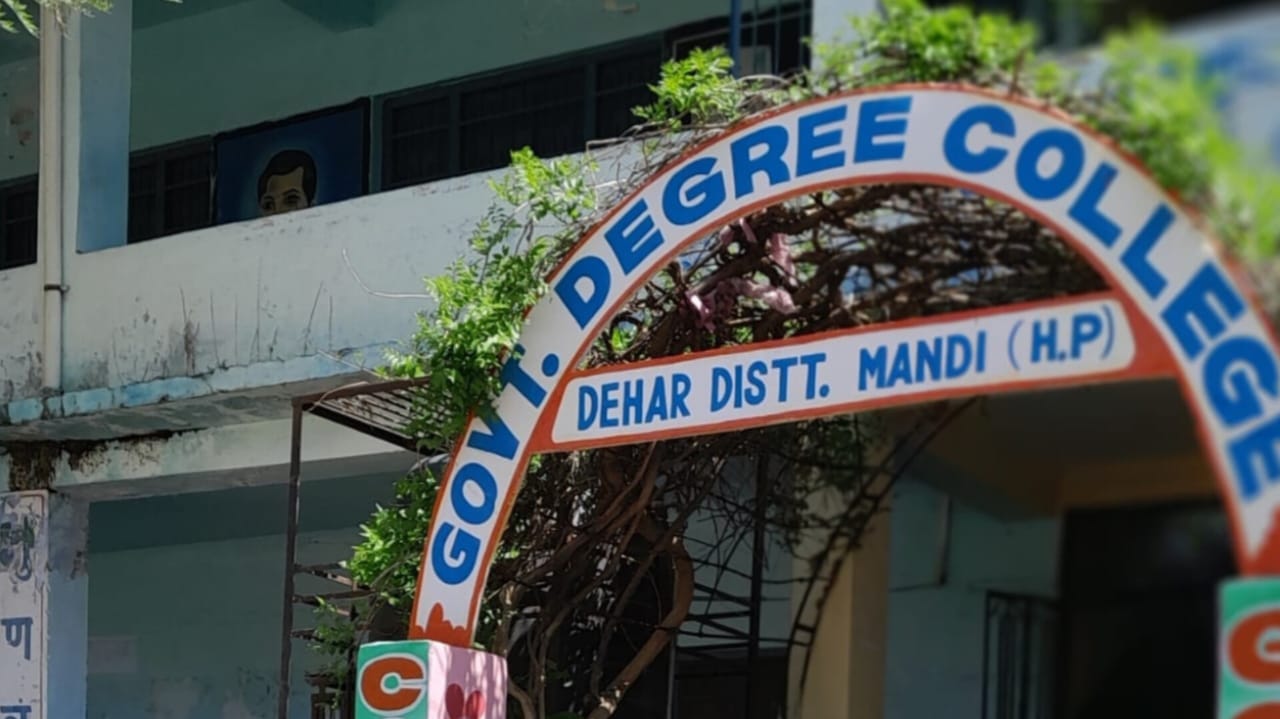 GOVT. DEGREE COLLEGE
DEHAR DISTT. MANDI (H.P)
C
G
ण